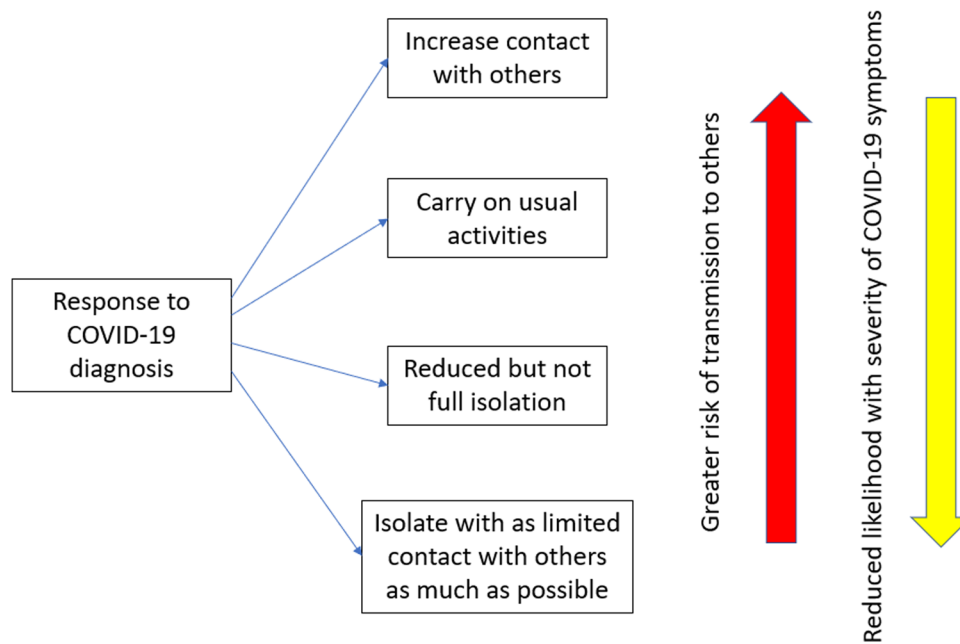 Increase contact
with others
Carry on usual
activities
Response to
COVID-19
diagnosis
Reduced but not
full isolation
Isolate with as limited
contact with others
as much as possible
Greater risk of transmission to others
Reduced likelihood with severity of COVID-19 symptoms